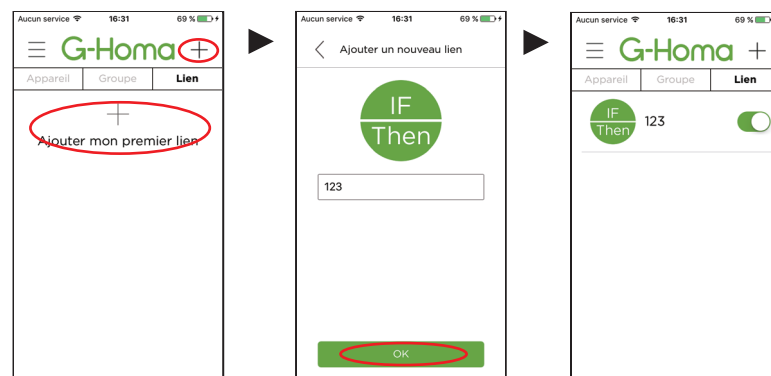 Aucun service 16:31 69 %
G-Homa
Appareil Groupe Lien
Ajouter mon premier lien
Aucun service 16:31 69 %
Ajouter un nouveau lien
IF
Then
123
OK
Aucun service 16:31 69 %
G-Homa
Appareil Groupe Lien
IF
Then
123